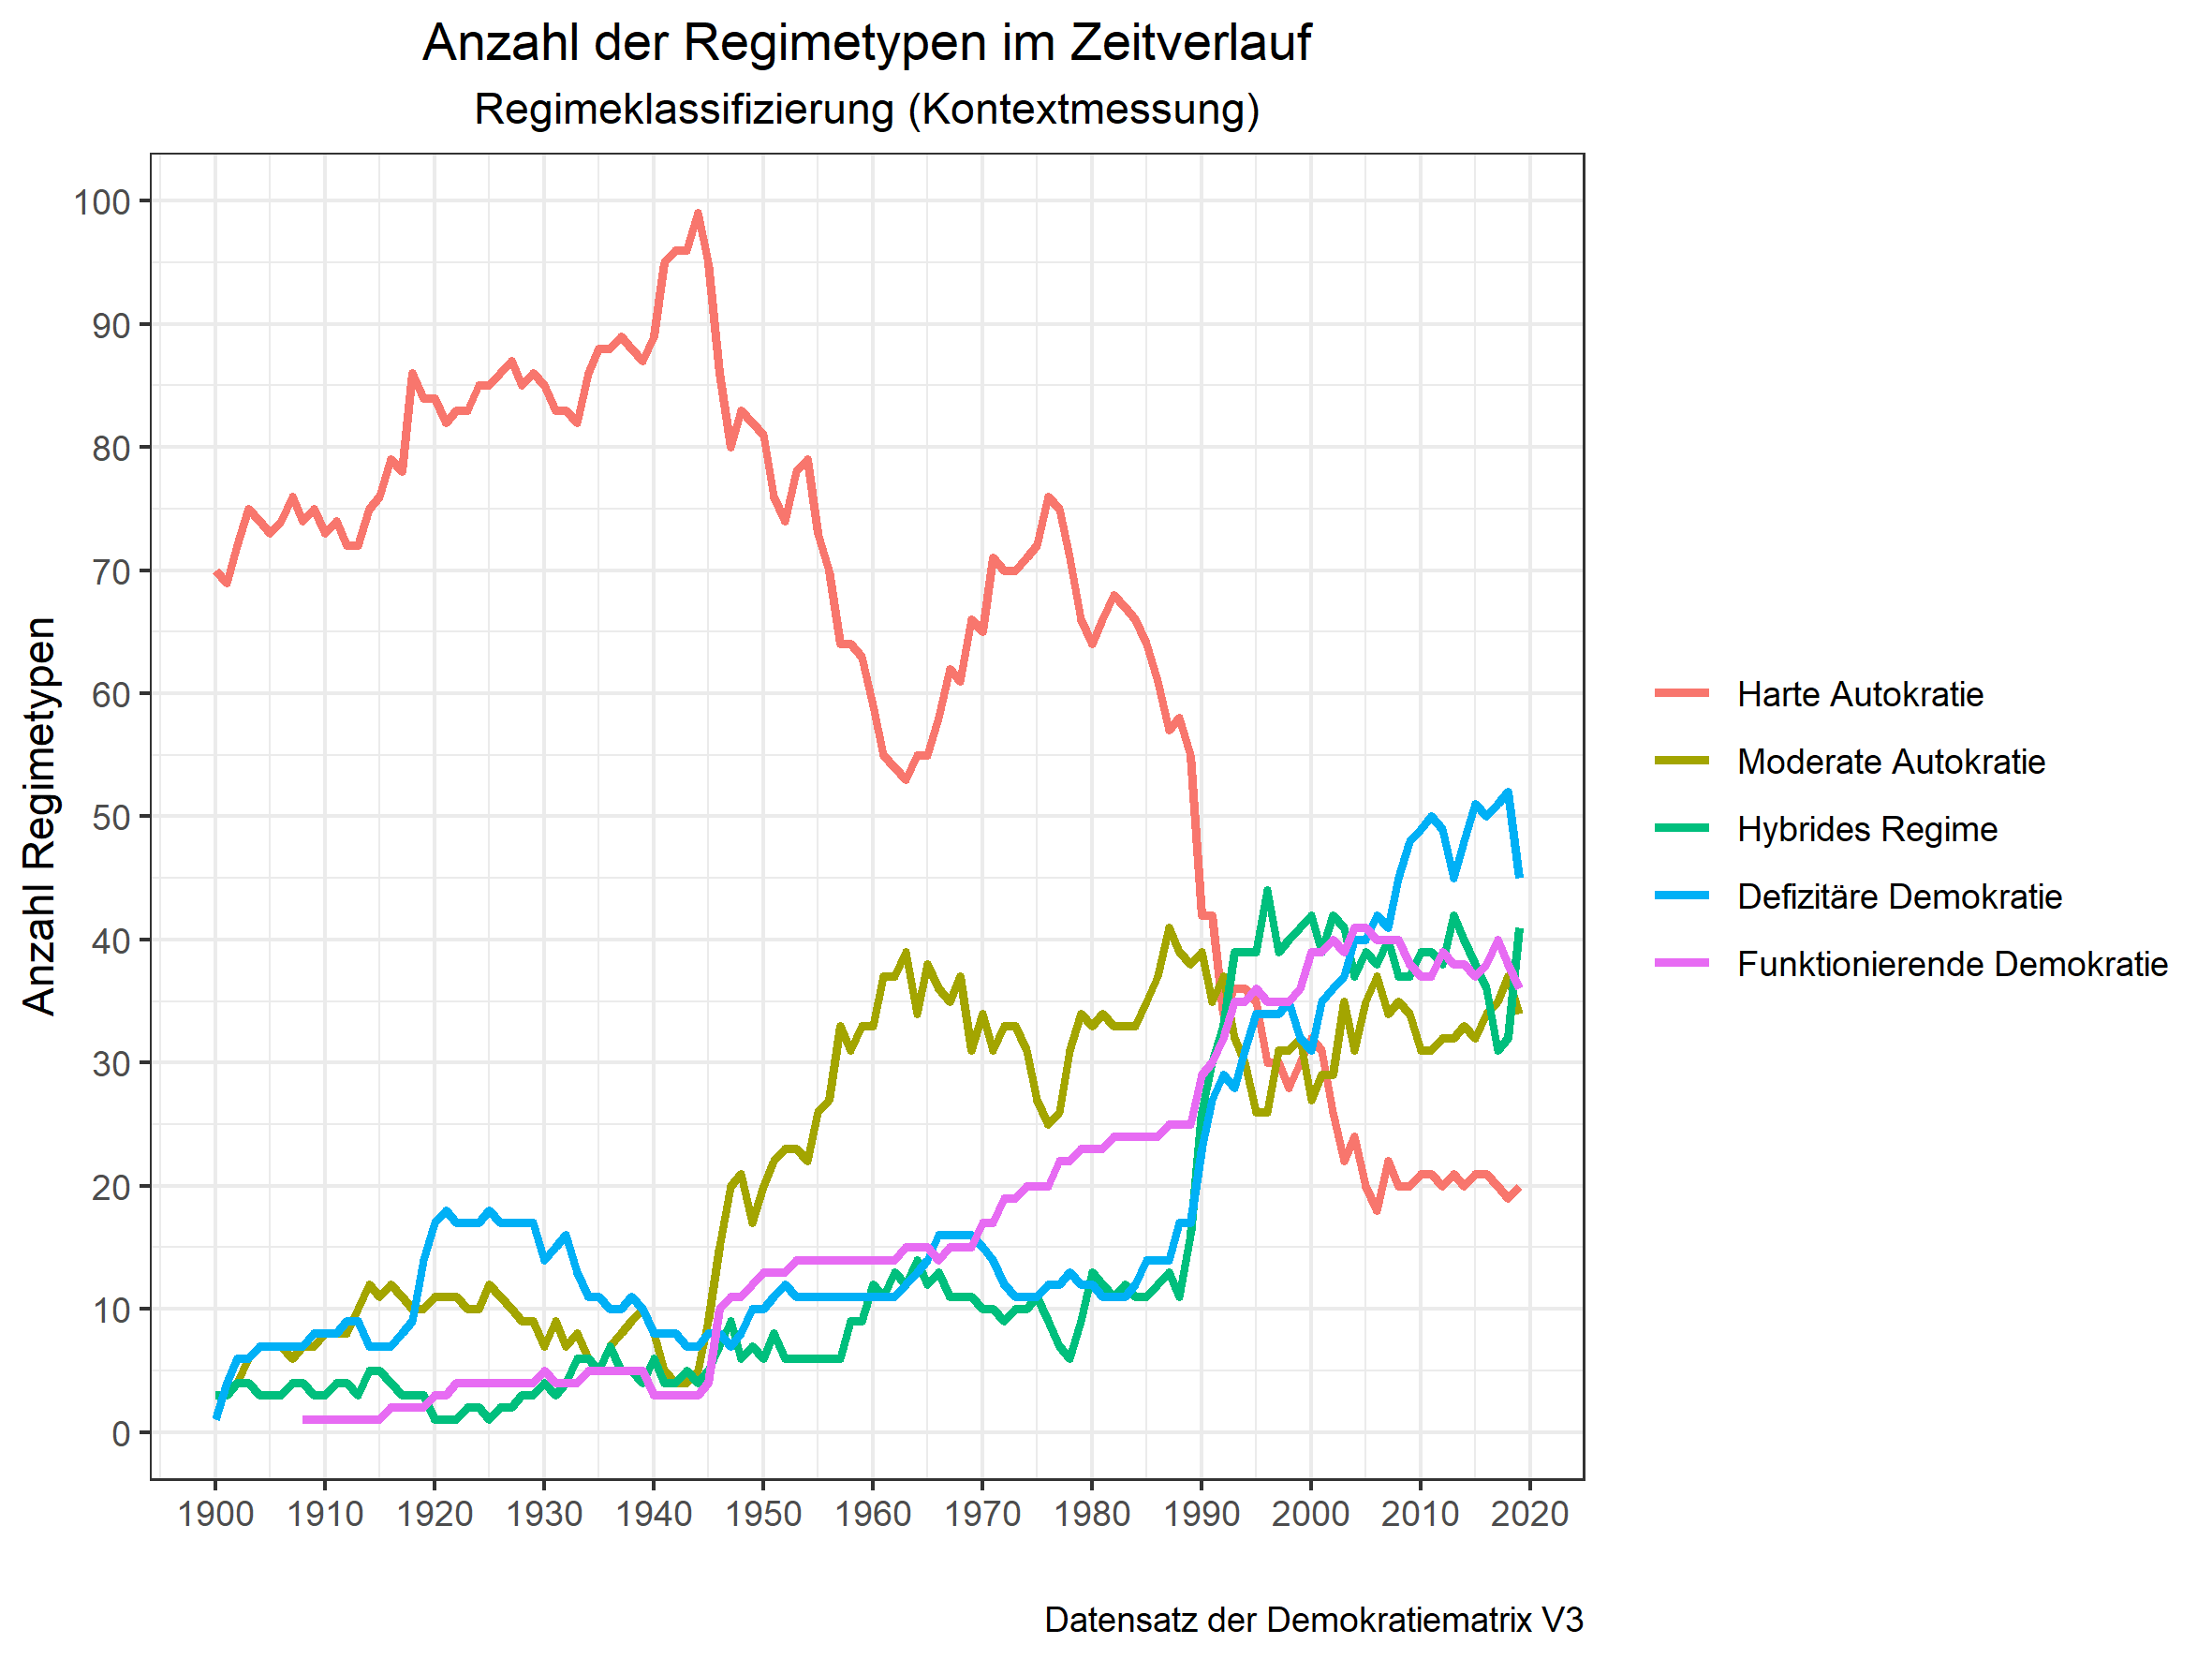 Anzahl der Regimetypen im Zeitverlauf
Regimeklassifizierung (Kontextmessung)
Anzahl Regimetypen
100
90
80
70
60
50
40
30
20
10
0
1900 1910 1920 1930 1940 1950 1960 1970 1980 1990 2000 2010 2020
Harte Autokratie
Moderate Autokratie
Hybrides Regime
Defizitäre Demokratie
Funktionierende Demokratie
Datensatz der Demokratiematrix V3